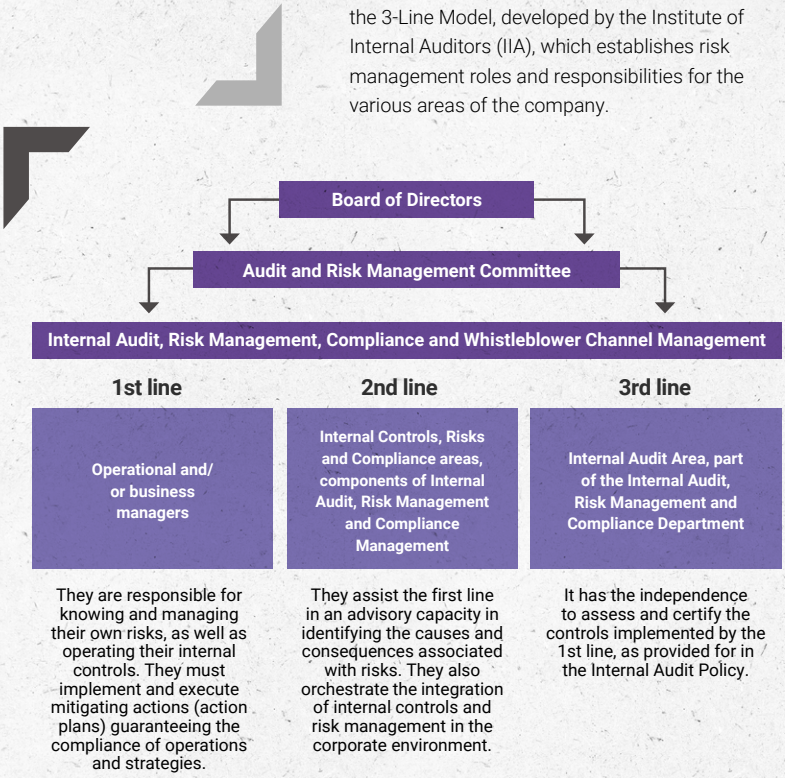 the 3-Line Model, developed by the Institute of
Internal Auditors (IIA), which establishes risk
management roles and responsibilities for the
various areas of the company.
Board of Directors
Audit and Risk Management Committee
Internal Audit, Risk Management, Compliance and Whistleblower Channel Management
1st line
Operational and/
or business
managers
They are responsible for
knowing and managing
their own risks, as well as
operating their internal
controls. They must
implement and execute
mitigating actions (action
plans) guaranteeing the
compliance of operations
and strategies.
2nd line
Internal Controls, Risks
and Compliance areas,
components of Internal
Audit, Risk Management
and Compliance
Management
They assist the first line
in an advisory capacity in
identifying the causes and
consequences associated
with risks. They also
orchestrate the integration
of internal controls and
risk management in the
corporate environment.
3rd line
Internal Audit Area, part
of the Internal Audit,
Risk Management and
Compliance Department
It has the independence
to assess and certify the
controls implemented by the
1st line, as provided for in
the Internal Audit Policy.